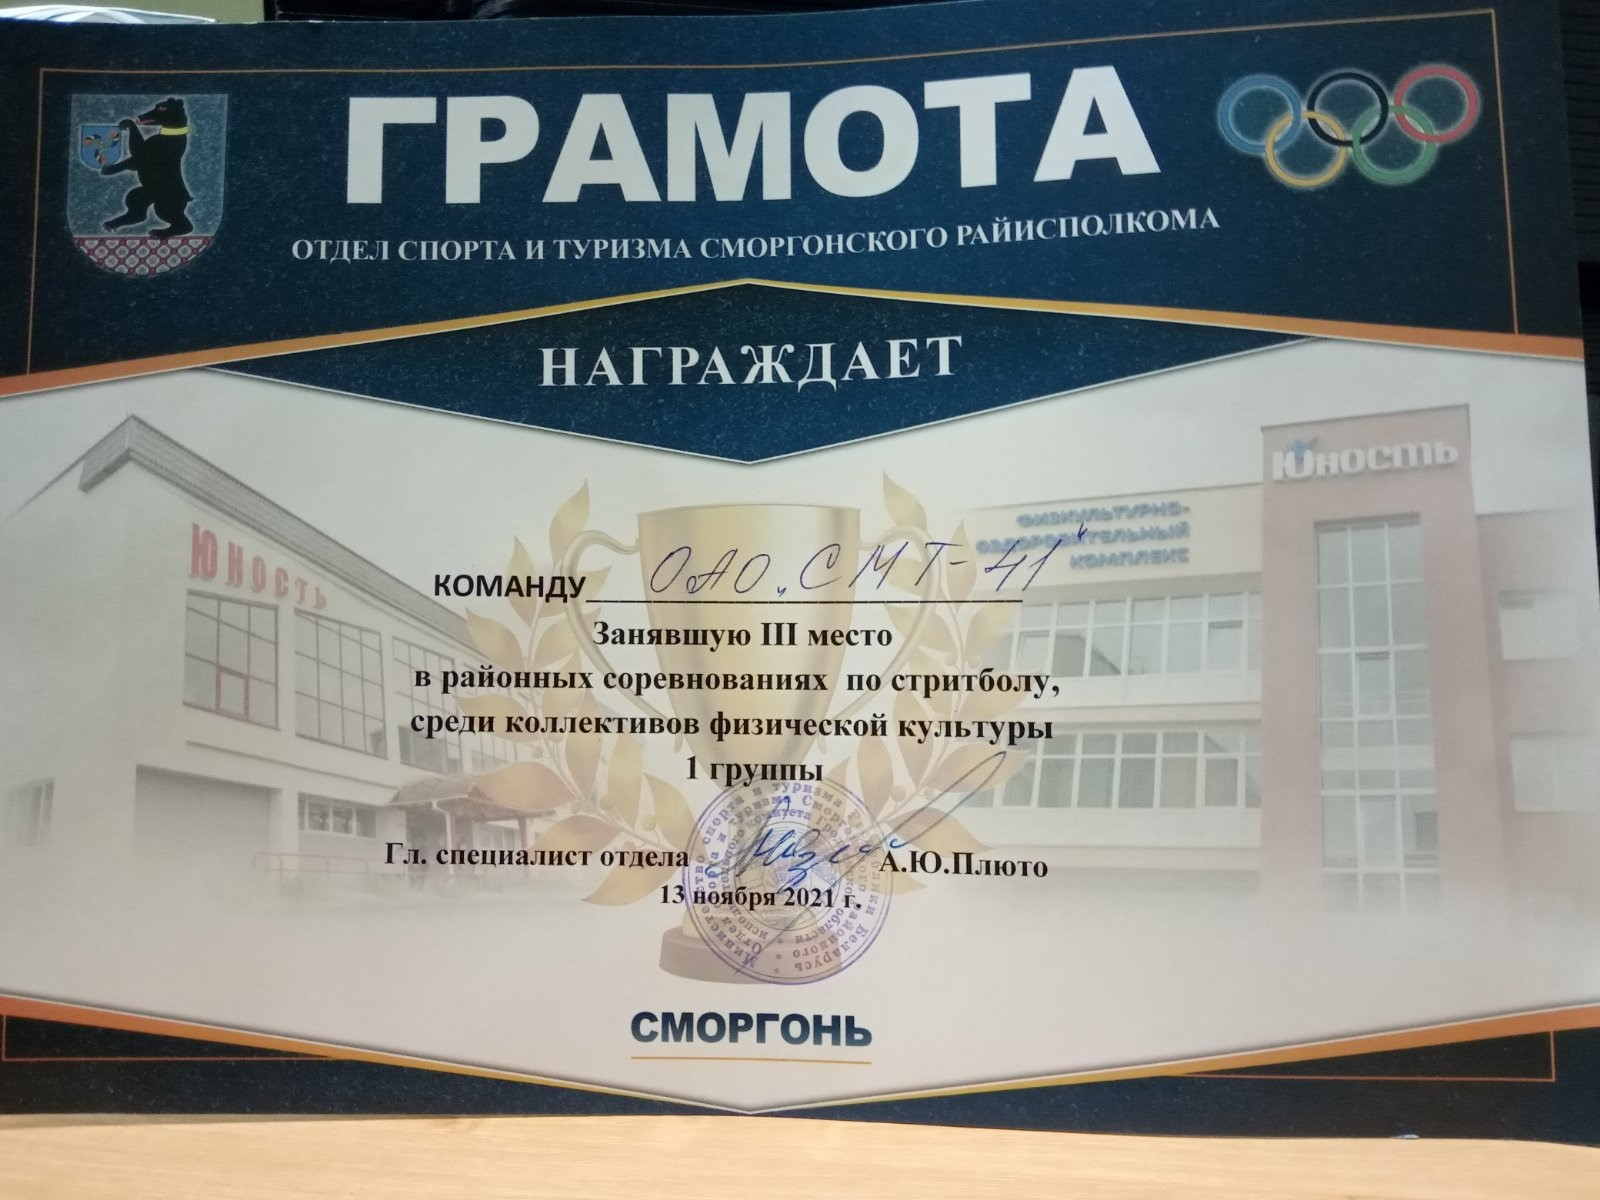 ГРАМОТА
ОТДЕЛ СПОРТА И ТУРИЗМА СМОРГОНСКОГО РАЙИСПОЛКОМА
НАГРАЖДАЕТ
ЮНОСТЬ
Юность
ФИЗКУЛЬТУРНО-
ОЗДОРОВИТЕЛЬНЫЙ
КОМПЛЕКС
КОМАНДУ ОАО „СМТ-41“
Занявшую III место
в районных соревнованиях по стритболу,
среди коллективов физической культуры
1 группы
Гл. специалист отдела А.Ю.Плюто
13 ноября 2021 г.
СМОРГОНЬ